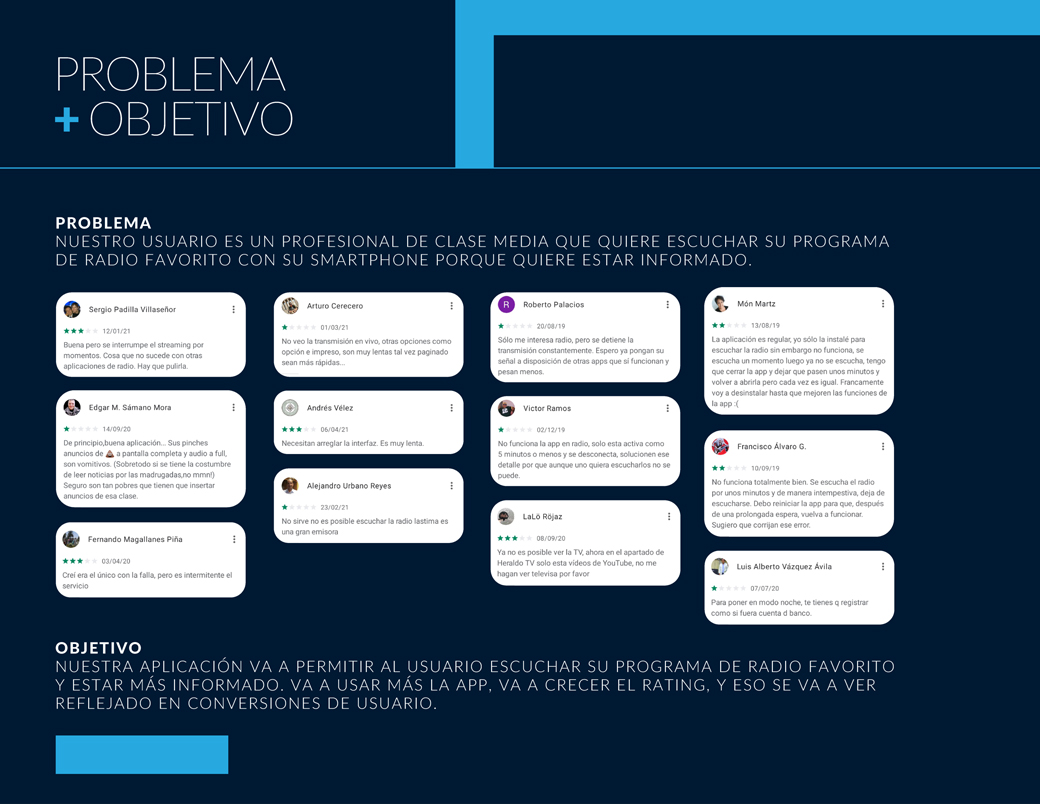 PROBLEMA
+ OBJETIVO
PROBLEMA
NUESTRO USUARIO ES UN PROFESIONAL DE CLASE MEDIA QUE QUIERE ESCUCHAR SU PROGRAMA
DE RADIO FAVORITO CON SU SMARTPHONE PORQUE QUIERE ESTAR INFORMADO.
Sergio Padilla Villaseñor
12/01/21
Buena pero se interrumpe el streaming por
momentos. Cosa que no sucede con otras
aplicaciones de radio. Hay que pulirla.
Edgar M. Sámano Mora
14/09/20
De principio,buena aplicación... Sus pinches
anuncios de 💩 a pantalla completa y audio a full,
son vomitivos. (Sobretodo si se tiene la costumbre
de leer noticias por las madrugadas,no mmn!)
Seguro son tan pobres que tienen que insertar
anuncios de esa clase.
Fernando Magallanes Piña
03/04/20
Creí era el único con la falla, pero es intermitente el
servicio
Arturo Cerecero
01/03/21
No veo la transmisión en vivo, otras opciones como
opción e impreso, son muy lentas tal vez paginado
sean más rápidas...
Andrés Vélez
06/04/21
Necesitan arreglar la interfaz. Es muy lenta.
Alejandro Urbano Reyes
23/02/21
No sirve no es posible escuchar la radio lastima es
una gran emisora
R
Roberto Palacios
20/08/19
Sólo me interesa radio, pero se detiene la
transmisión constantemente. Espero ya pongan su
señal a disposición de otras apps que sí funcionan y
pesan menos.
Victor Ramos
02/12/19
No funciona la app en radio, solo esta activa como
5 minutos o menos y se desconecta, solucionen ese
detalle por que aunque uno quiera escucharlos no se
puede.
LaLö Röjaz
08/09/20
Ya no es posible ver la TV, ahora en el apartado de
Heraldo TV solo esta vídeos de YouTube, no me
hagan ver televisa por favor
Món Martz
13/08/19
La aplicación es regular, yo sólo la instalé para
escuchar la radio sin embargo no funciona, se
escucha un momento luego ya no se escucha, tengo
que cerrar la app y dejar que pasen unos minutos y
volver a abrirla pero cada vez es igual. Francamente
voy a desinstalar hasta que mejoren las funciones de
la app :(
Francisco Álvaro G.
10/09/19
No funciona totalmente bien. Se escucha el radio
por unos minutos y de manera intempestiva, deja de
escucharse. Debo reiniciar la app para que, después
de una prolongada espera, vuelva a funcionar.
Sugiero que corrijan ese error.
Luis Alberto Vázquez Ávila
07/07/20
Para poner en modo noche, te tienes q registrar
como si fuera cuenta d banco.
OBJETIVO
NUESTRA APLICACIÓN VA A PERMITIR AL USUARIO ESCUCHAR SU PROGRAMA DE RADIO FAVORITO
Y ESTAR MÁS INFORMADO. VA A USAR MÁS LA APP, VA A CRECER EL RATING, Y ESO SE VA A VER
REFLEJADO EN CONVERSIONES DE USUARIO.